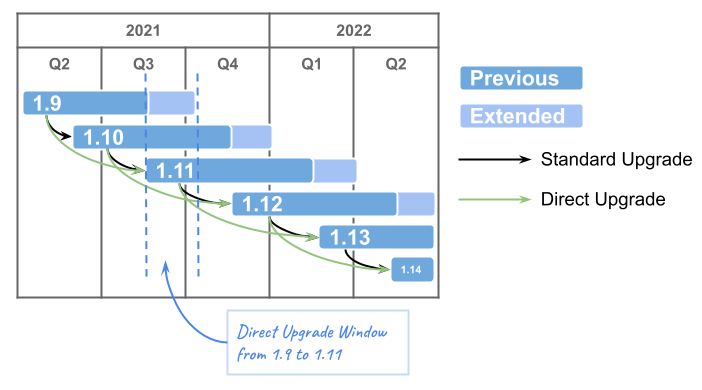 2021 2022
Q2 Q3 Q4 Q1 Q2
1.9
1.10
1.11
1.12
1.13
1.14
Previous
Extended
Standard Upgrade
Direct Upgrade
Direct Upgrade Window
from 1.9 to 1.11